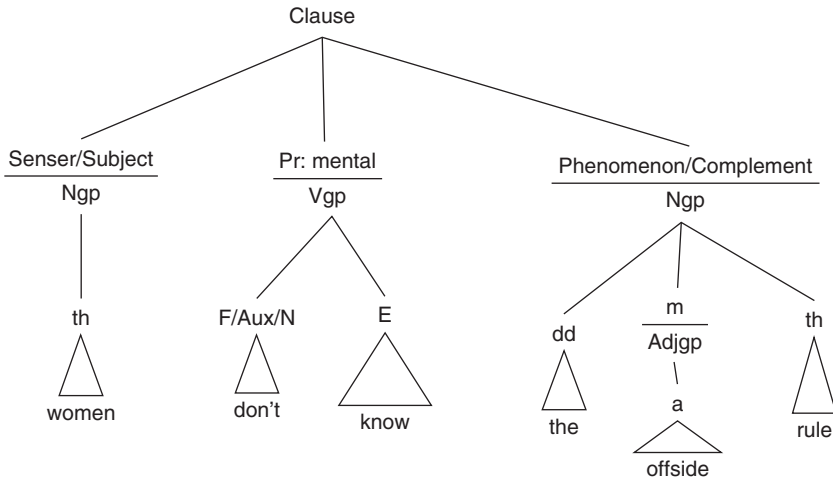 Clause
Senser/Subject
Ngp
Pr: mental
Vgp
Phenomenon/Complement
Ngp
th
women
F/Aux/N
don't
E
know
dd
the
m
Adjgp
a
offside
th
rule